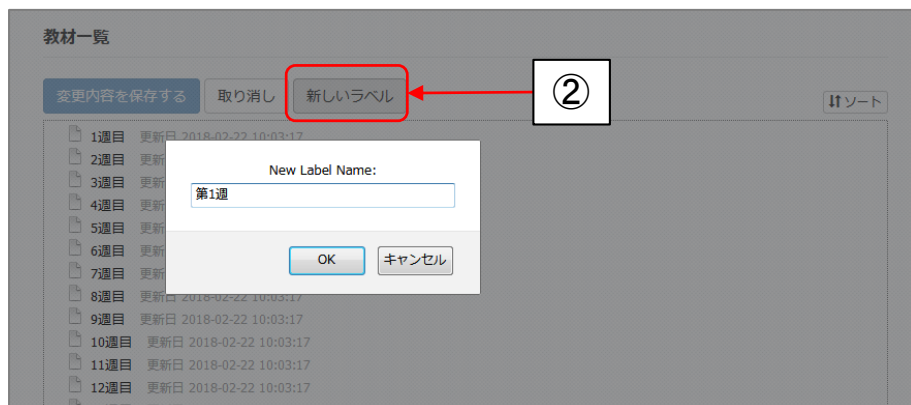 教材一覧
変更内容を保存する 取り消し 新しいラベル ② ソート
1週目 更新日 2018-02-22 10:03:17
2週目 更新
3週目 更新
4週目 更新
5週目 更新
6週目 更新
7週目 更新
8週目 更新日 2018-02-22 10:03:17
9週目 更新日 2018-02-22 10:03:17
10週目 更新日 2018-02-22 10:03:17
11週目 更新日 2018-02-22 10:03:17
12週目 更新日 2018-02-22 10:03:17
New Label Name:
第1週
OK キャンセル